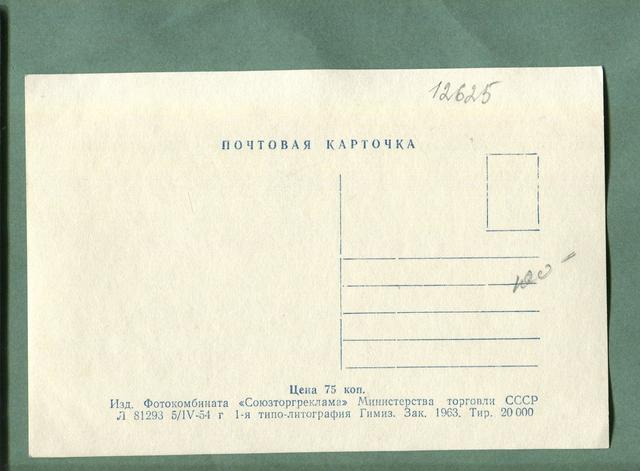 12625
ПОЧТОВАЯ КАРТОЧКА
Цена 75 коп.
Изд. Фотокомбината «Союзторгреклама» Министерства торговли СССР
Л 81293 5/IV-54 г 1-я типо-литография Гимиз. Зак. 1963. Тир. 20 000